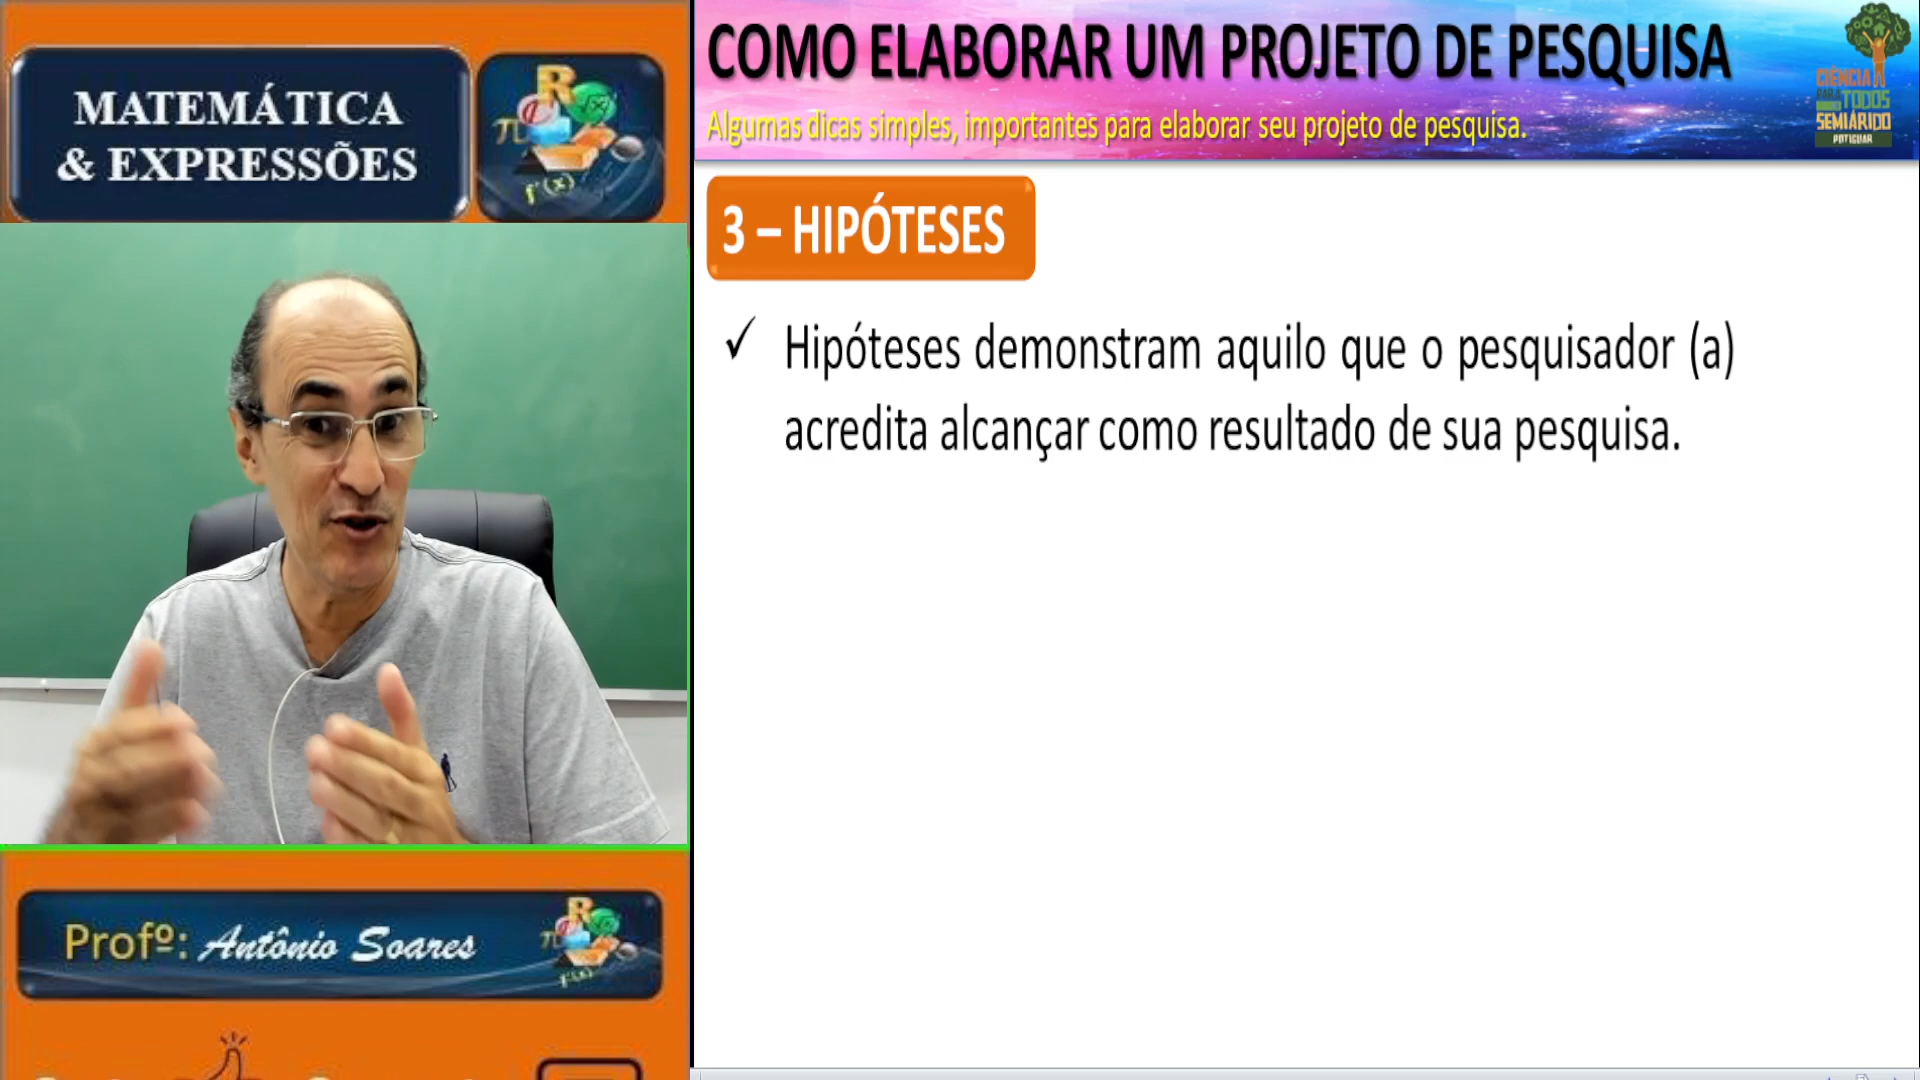 MATEMÁTICA
& EXPRESSÕES
COMO ELABORAR UM PROJETO DE PESQUISA
Algumas dicas simples, importantes para elaborar seu projeto de pesquisa.
CIÊNCIA
PARA TODOS
SEMIÁRIDO
POTIGUAR
3 – HIPÓTESES
✓ Hipóteses demonstram aquilo que o pesquisador (a)
acredita alcançar como resultado de sua pesquisa.
Profº: Antônio Soares